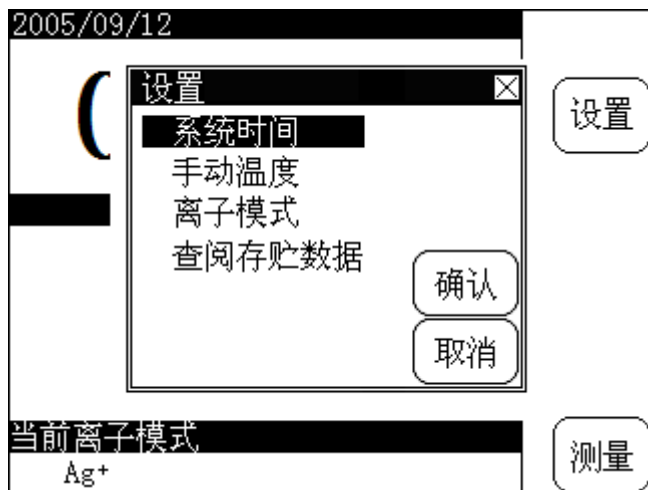 2005/09/12
设置
设置
系统时间
手动温度
离子模式
查阅存贮数据
确认
取消
当前离子模式
测量
Ag⁺